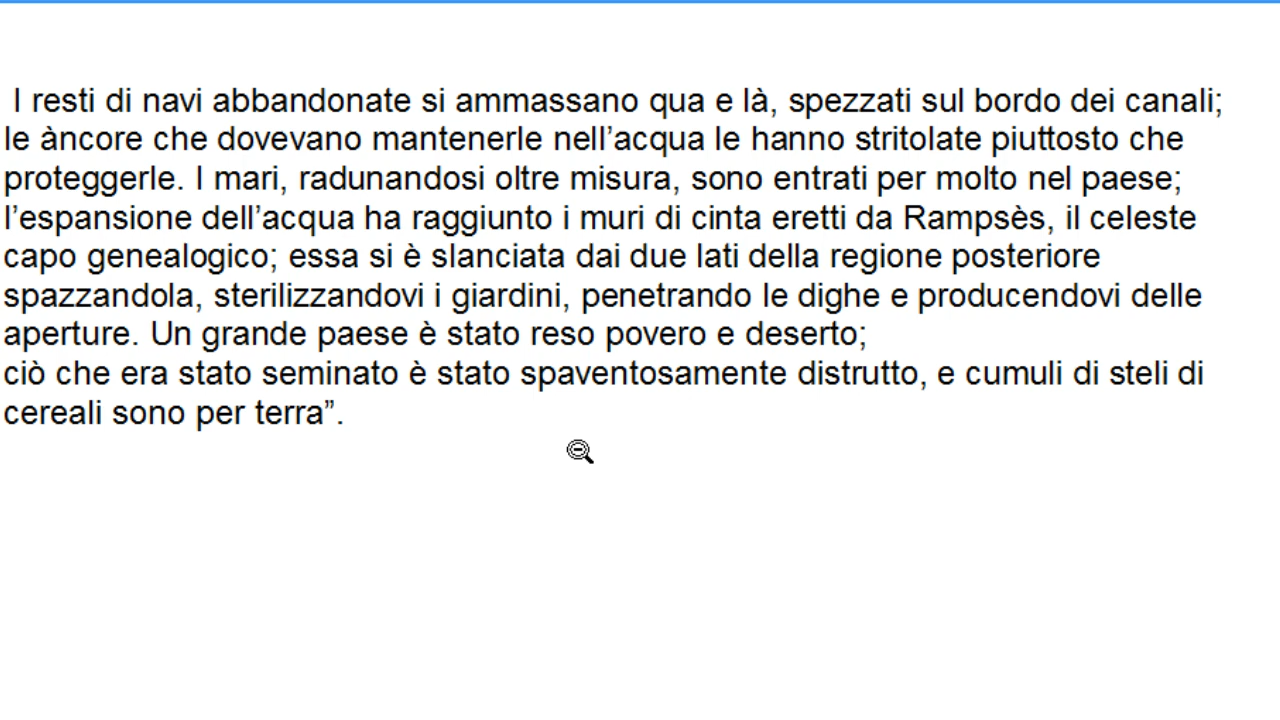 I resti di navi abbandonate si ammassano qua e là, spezzati sul bordo dei canali;
le àncore che dovevano mantenerle nell’acqua le hanno stritolate piuttosto che
proteggerle. I mari, radunandosi oltre misura, sono entrati per molto nel paese;
l’espansione dell’acqua ha raggiunto i muri di cinta eretti da Rampsès, il celeste
capo genealogico; essa si è slanciata dai due lati della regione posteriore
spazzandola, sterilizzandovi i giardini, penetrando le dighe e producendovi delle
aperture. Un grande paese è stato reso povero e deserto;
ciò che era stato seminato è stato spaventosamente distrutto, e cumuli di steli di
cereali sono per terra”.